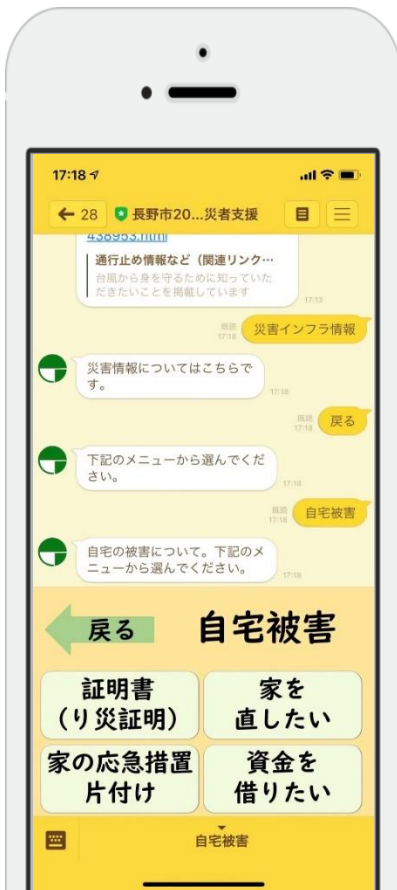 17:18
28 長野市20...災者支援
438953.html
通行止め情報など（関連リンク…
台風から身を守るために知っていた
だきたいことを掲載しています
17:13
既読
17:18
災害インフラ情報
災害情報についてはこちらで
す。
17:18
既読
17:18
戻る
下記のメニューから選んでくだ
さい。
17:18
既読
17:18
自宅被害
自宅の被害について。下記のメ
ニューから選んでください。
17:18
戻る
自宅被害
証明書
（り災証明）
家を
直したい
家の応急措置
片付け
資金を
借りたい
自宅被害